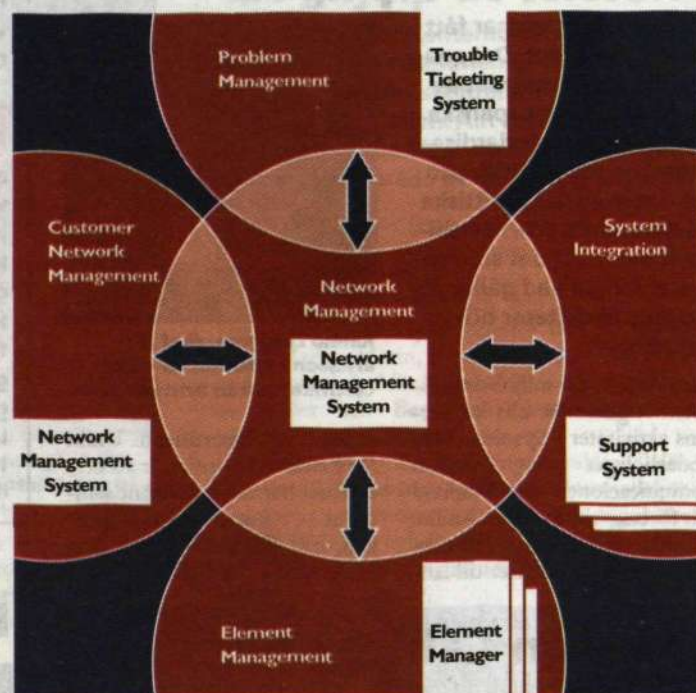 Problem
Management
Trouble
Ticketing
System
Customer
Network
Management
System
Integration
Network
Management
Network
Management
System
Network
Management
System
Support
System
Element
Management
Element
Manager